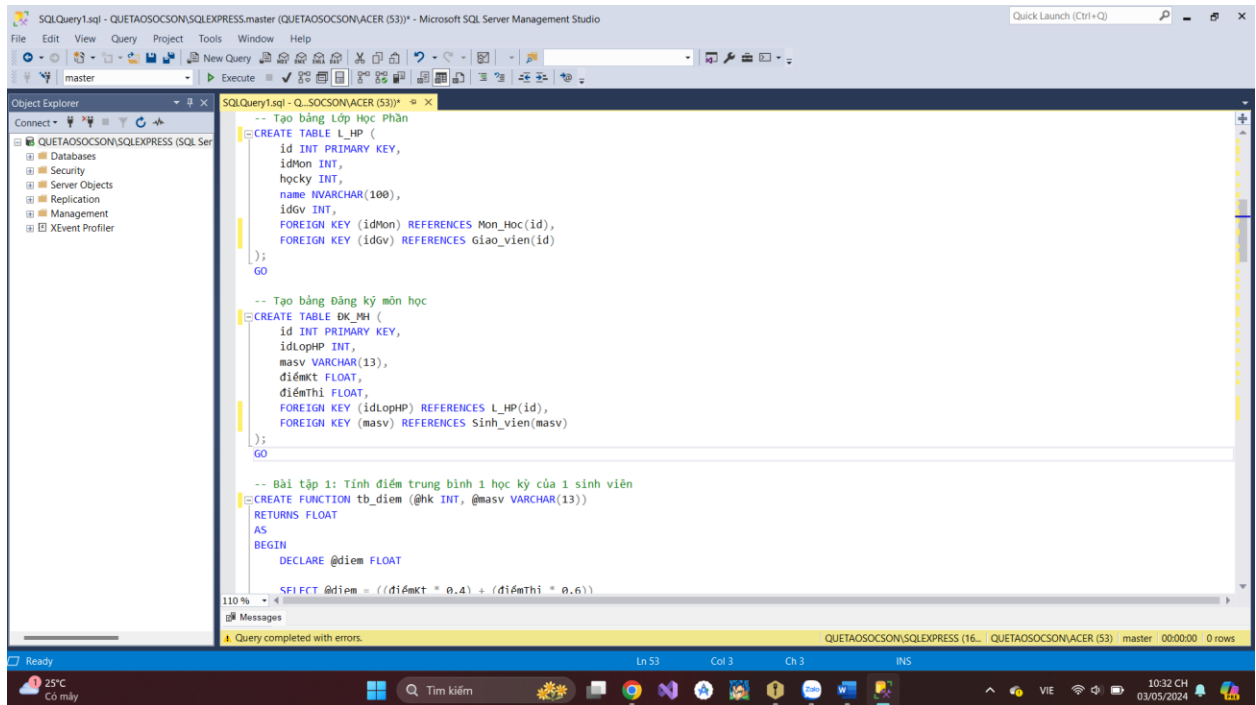 SQLQuery1.sql - QUETAOSOCSON\SQLEXPRESS.master (QUETAOSOCSON\ACER (53))* - Microsoft SQL Server Management Studio
Quick Launch (Ctrl+Q)
File Edit View Query Project Tools Window Help
New Query
master
Execute
Object Explorer
SQLQuery1.sql - Q...SOCSON\ACER (53))*
Connect
QUETAOSOCSON\SQLEXPRESS (SQL Ser
Databases
Security
Server Objects
Replication
Management
XEvent Profiler
-- Tạo bảng Lớp Học Phần
CREATE TABLE L_HP (
id INT PRIMARY KEY,
idMon INT,
họcky INT,
name NVARCHAR(100),
idGv INT,
FOREIGN KEY (idMon) REFERENCES Mon_Hoc(id),
FOREIGN KEY (idGv) REFERENCES Giao_vien(id)
);
GO
-- Tạo bảng Đăng ký môn học
CREATE TABLE ĐK_MH (
id INT PRIMARY KEY,
idLopHP INT,
masv VARCHAR(13),
điểmKt FLOAT,
điểmThi FLOAT,
FOREIGN KEY (idLopHP) REFERENCES L_HP(id),
FOREIGN KEY (masv) REFERENCES Sinh_vien(masv)
);
GO
-- Bài tập 1: Tính điểm trung bình 1 học kỳ của 1 sinh viên
CREATE FUNCTION tb_diem (@hk INT, @masv VARCHAR(13))
RETURNS FLOAT
AS
BEGIN
DECLARE @diem FLOAT
SELECT @diem = ((điểmKt * 0.4) + (điểmThi * 0.6))
110 %
Messages
Query completed with errors.
QUETAOSOCSON\SQLEXPRESS (16... QUETAOSOCSON\ACER (53) master 00:00:00 0 rows
Ready
Ln 53 Col 3 Ch 3 INS
1
25°C
Có mây
Tìm kiếm
Zalo
VIE
10:32 CH
03/05/2024